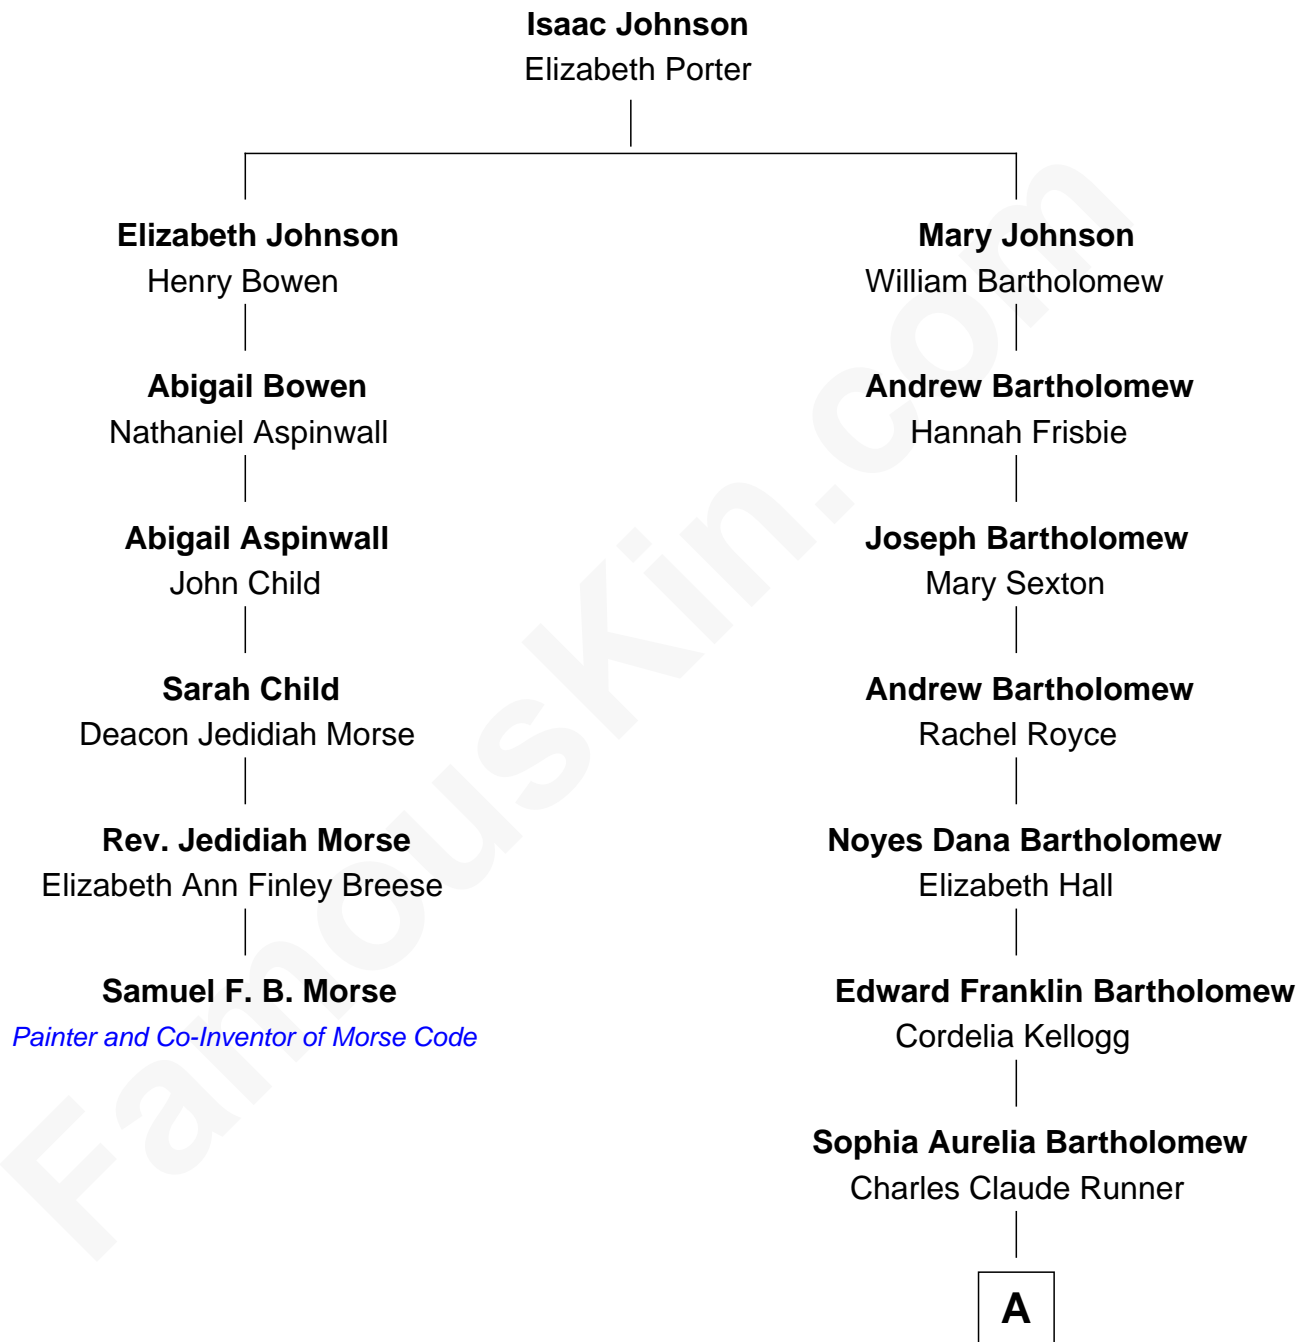 Isaac Johnson
Elizabeth Porter
Elizabeth Johnson
Henry Bowen
Mary Johnson
William Bartholomew
Abigail Bowen
Nathaniel Aspinwall
Andrew Bartholomew
Hannah Frisbie
Abigail Aspinwall
John Child
Joseph Bartholomew
Mary Sexton
Sarah Child
Deacon Jedidiah Morse
Andrew Bartholomew
Rachel Royce
Rev. Jedidiah Morse
Elizabeth Ann Finley Breese
Noyes Dana Bartholomew
Elizabeth Hall
Samuel F. B. Morse
Painter and Co-Inventor of Morse Code
Edward Franklin Bartholomew
Cordelia Kellogg
Sophia Aurelia Bartholomew
Charles Claude Runner
A
FamousKin.com